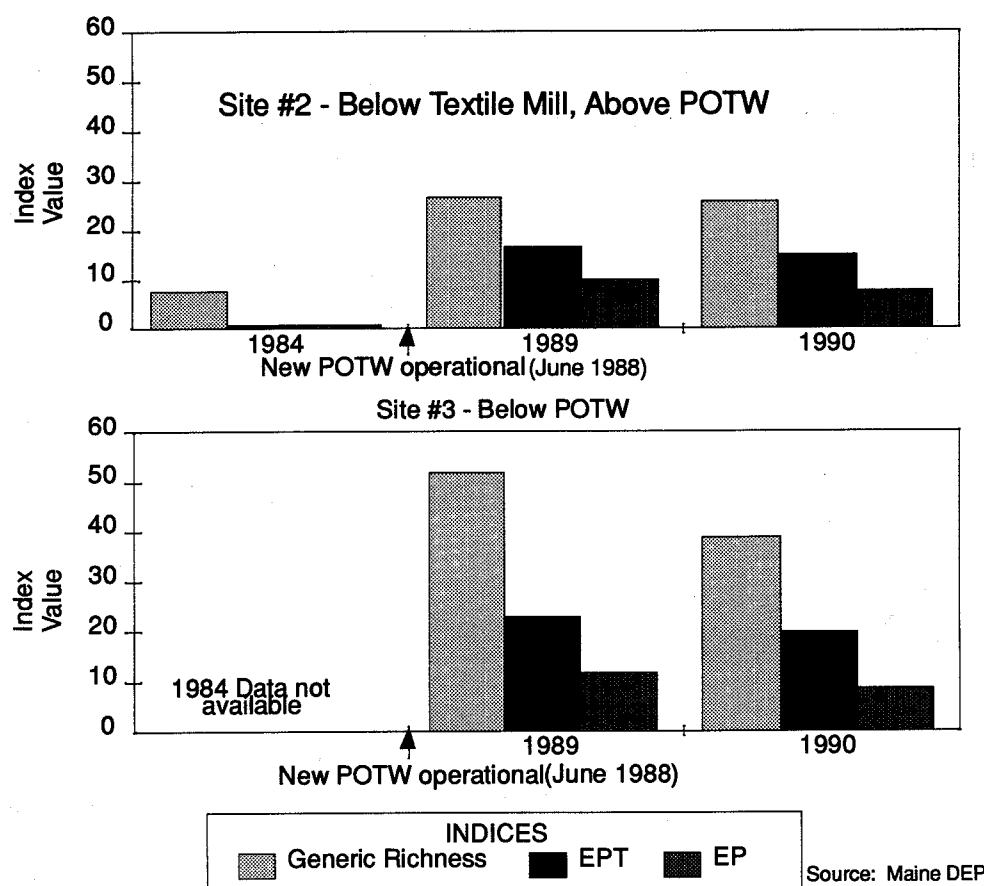 60
50
40
30
20
10
0
Index
Value
Site #2 - Below Textile Mill, Above POTW
1984
1989
1990
New POTW operational(June 1988)
Site #3 - Below POTW
60
50
40
30
20
10
0
Index
Value
1984 Data not
available
1989
1990
New POTW operational(June 1988)
INDICES
Generic Richness EPT EP
Source: Maine DEP